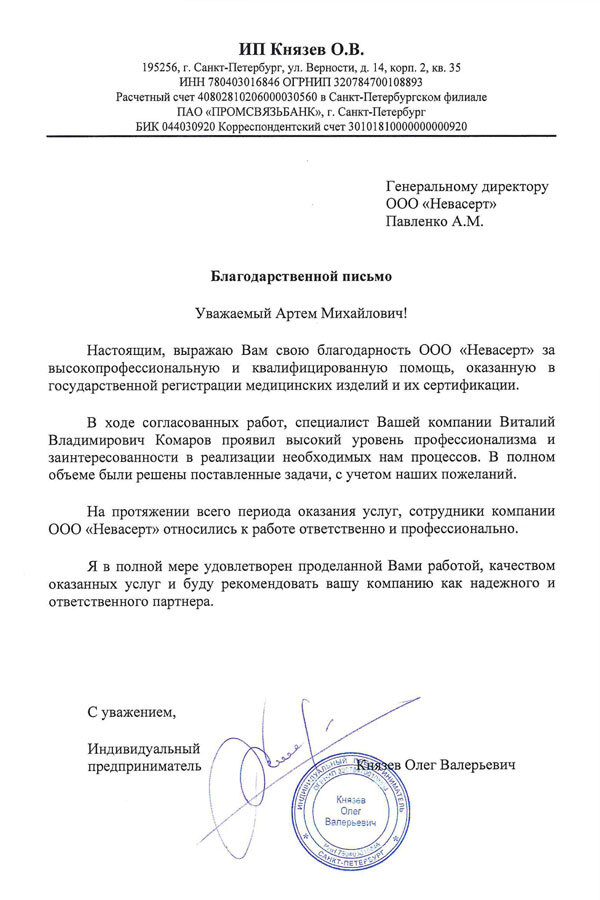 ИП Князев О.В.
195256, г. Санкт-Петербург, ул. Верности, д. 14, корп. 2, кв. 35
ИНН 780403016846 ОГРНИП 320784700108893
Расчетный счет 40802810206000030560 в Санкт-Петербургском филиале
ПАО «ПРОМСВЯЗЬБАНК», г. Санкт-Петербург
БИК 044030920 Корреспондентский счет 30101810000000000920
Генеральному директору
ООО «Невасерт»
Павленко А.М.
Благодарственной письмо
Уважаемый Артем Михайлович!
Настоящим, выражаю Вам свою благодарность ООО «Невасерт» за
высокопрофессиональную и квалифицированную помощь, оказанную в
государственной регистрации медицинских изделий и их сертификации.
В ходе согласованных работ, специалист Вашей компании Виталий
Владимирович Комаров проявил высокий уровень профессионализма и
заинтересованности в реализации необходимых нам процессов. В полном
объеме были решены поставленные задачи, с учетом наших пожеланий.
На протяжении всего периода оказания услуг, сотрудники компании
ООО «Невасерт» относились к работе ответственно и профессионально.
Я в полной мере удовлетворен проделанной Вами работой, качеством
оказанных услуг и буду рекомендовать вашу компанию как надежного и
ответственного партнера.
С уважением,
Индивидуальный
предприниматель
Князев Олег Валерьевич
ИНДИВИДУАЛЬНЫЙ ПРЕДПРИНИМАТЕЛЬ
Князев
Олег
Валерьевич
САНКТ-ПЕТЕРБУРГ